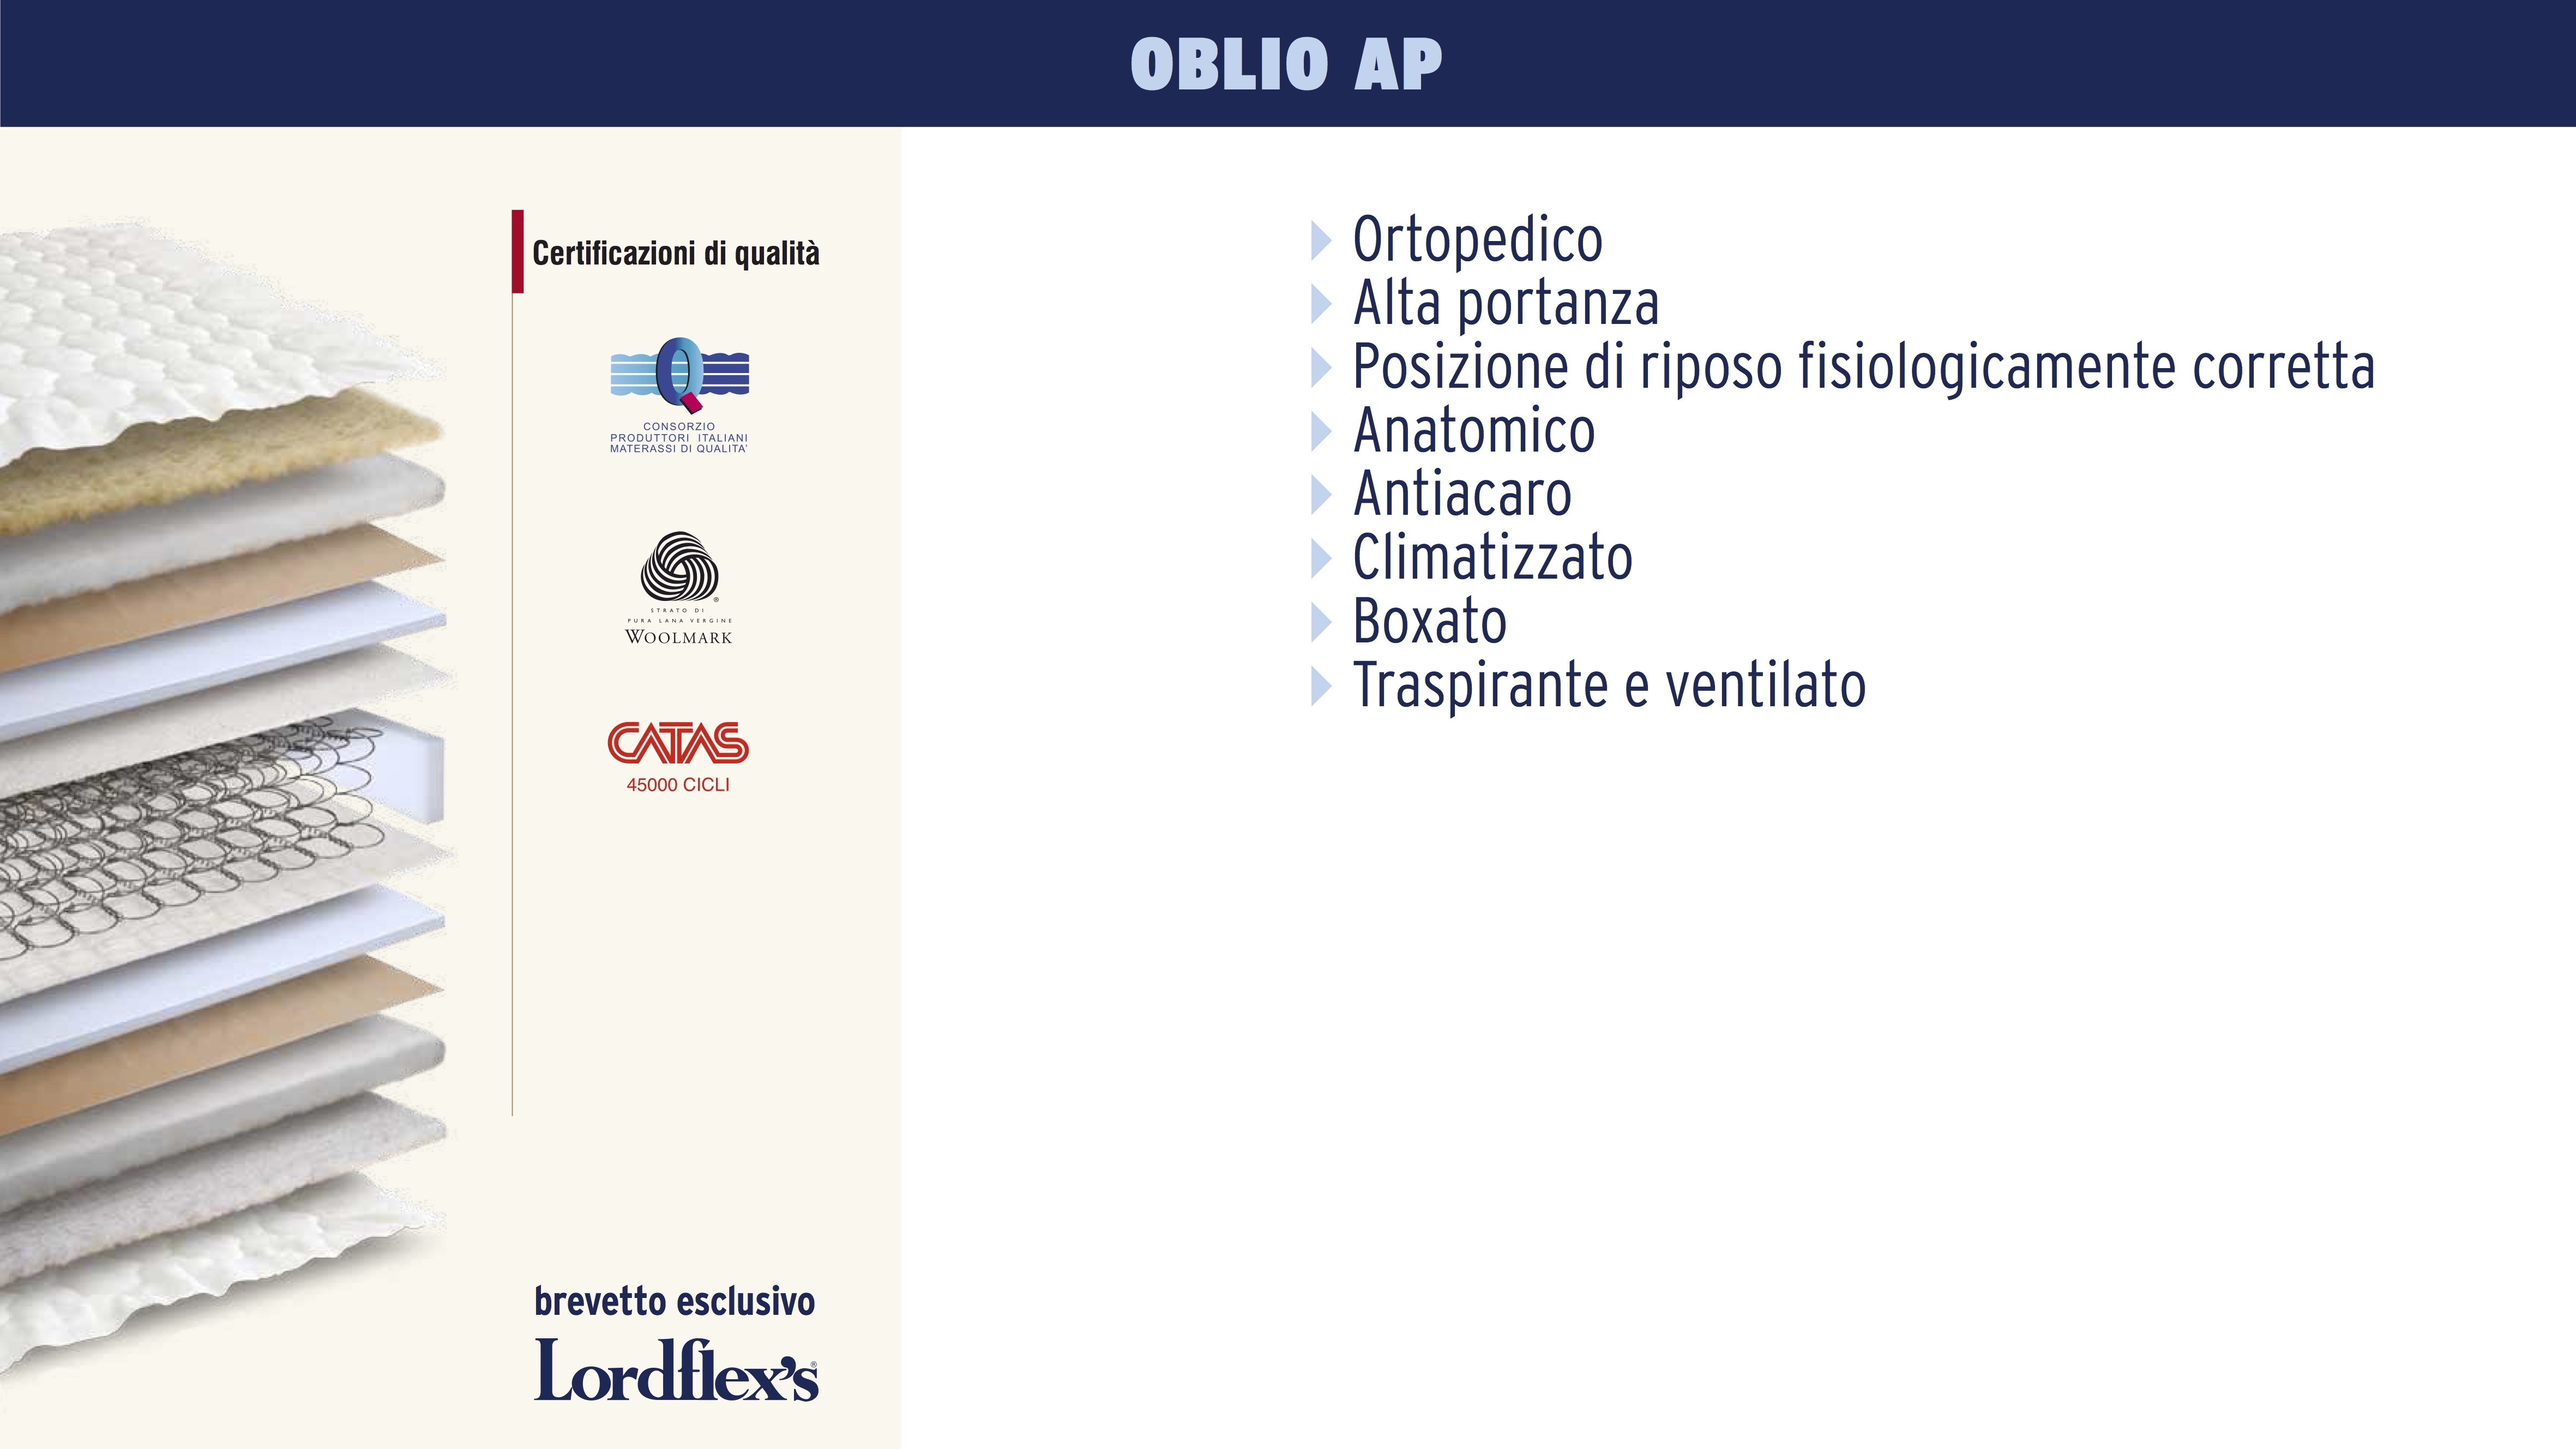 OBLIO AP
Certificazioni di qualità
Q
CONSORZIO
PRODUTTORI ITALIANI
MATERASSI DI QUALITA'
®
STRATO DI
PURA LANA VERGINE
WOOLMARK
CATAS
45000 CICLI
brevetto esclusivo
Lordflex's®
Ortopedico
Alta portanza
Posizione di riposo fisiologicamente corretta
Anatomico
Antiacaro
Climatizzato
Boxato
Traspirante e ventilato